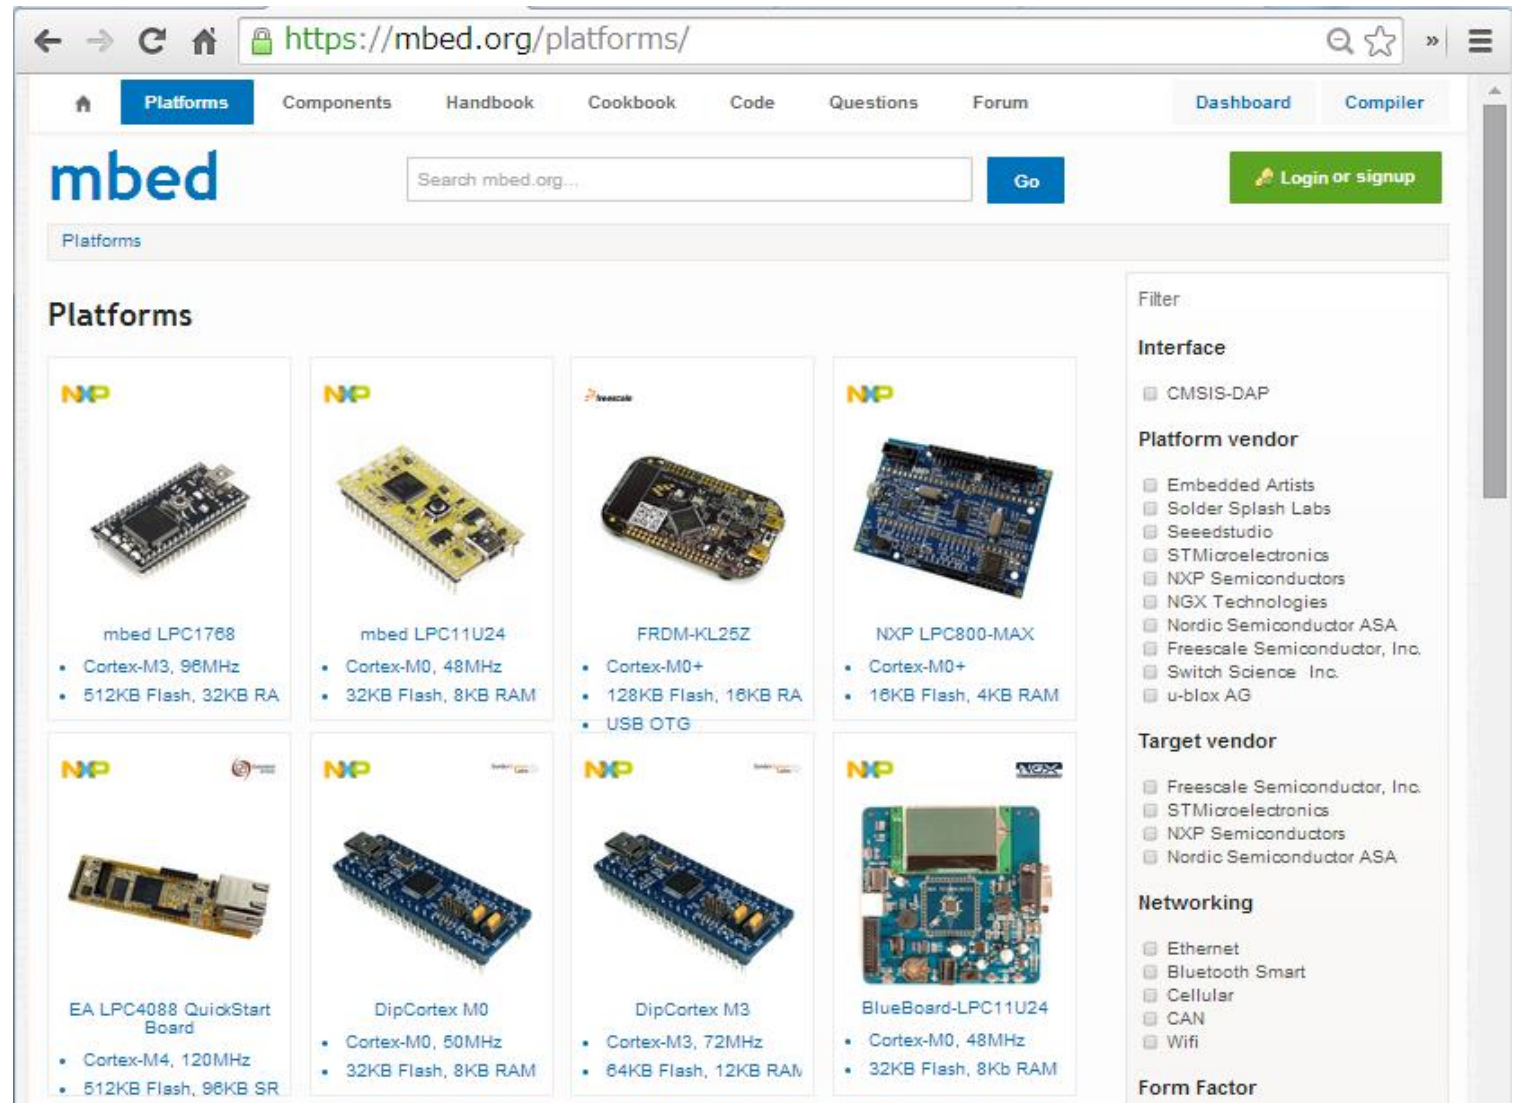 https://mbed.org/platforms/
Platforms Components Handbook Cookbook Code Questions Forum Dashboard Compiler
mbed
Search mbed.org...
Go
Login or signup
Platforms
Platforms
NXP
mbed LPC1768
Cortex-M3, 96MHz
512KB Flash, 32KB RA
NXP
mbed LPC11U24
Cortex-M0, 48MHz
32KB Flash, 8KB RAM
freescale
FRDM-KL25Z
Cortex-M0+
128KB Flash, 16KB RA
USB OTG
NXP
NXP LPC800-MAX
Cortex-M0+
16KB Flash, 4KB RAM
NXP
EA LPC4088 QuickStart
Board
Cortex-M4, 120MHz
512KB Flash, 96KB SR
NXP
DipCortex M0
Cortex-M0, 50MHz
32KB Flash, 8KB RAM
NXP
DipCortex M3
Cortex-M3, 72MHz
64KB Flash, 12KB RAM
NXP
NGX
BlueBoard-LPC11U24
Cortex-M0, 48MHz
32KB Flash, 8Kb RAM
Filter
Interface
CMSIS-DAP
Platform vendor
Embedded Artists
Solder Splash Labs
Seeedstudio
STMicroelectronics
NXP Semiconductors
NGX Technologies
Nordic Semiconductor ASA
Freescale Semiconductor, Inc.
Switch Science Inc.
u-blox AG
Target vendor
Freescale Semiconductor, Inc.
STMicroelectronics
NXP Semiconductors
Nordic Semiconductor ASA
Networking
Ethernet
Bluetooth Smart
Cellular
CAN
Wifi
Form Factor